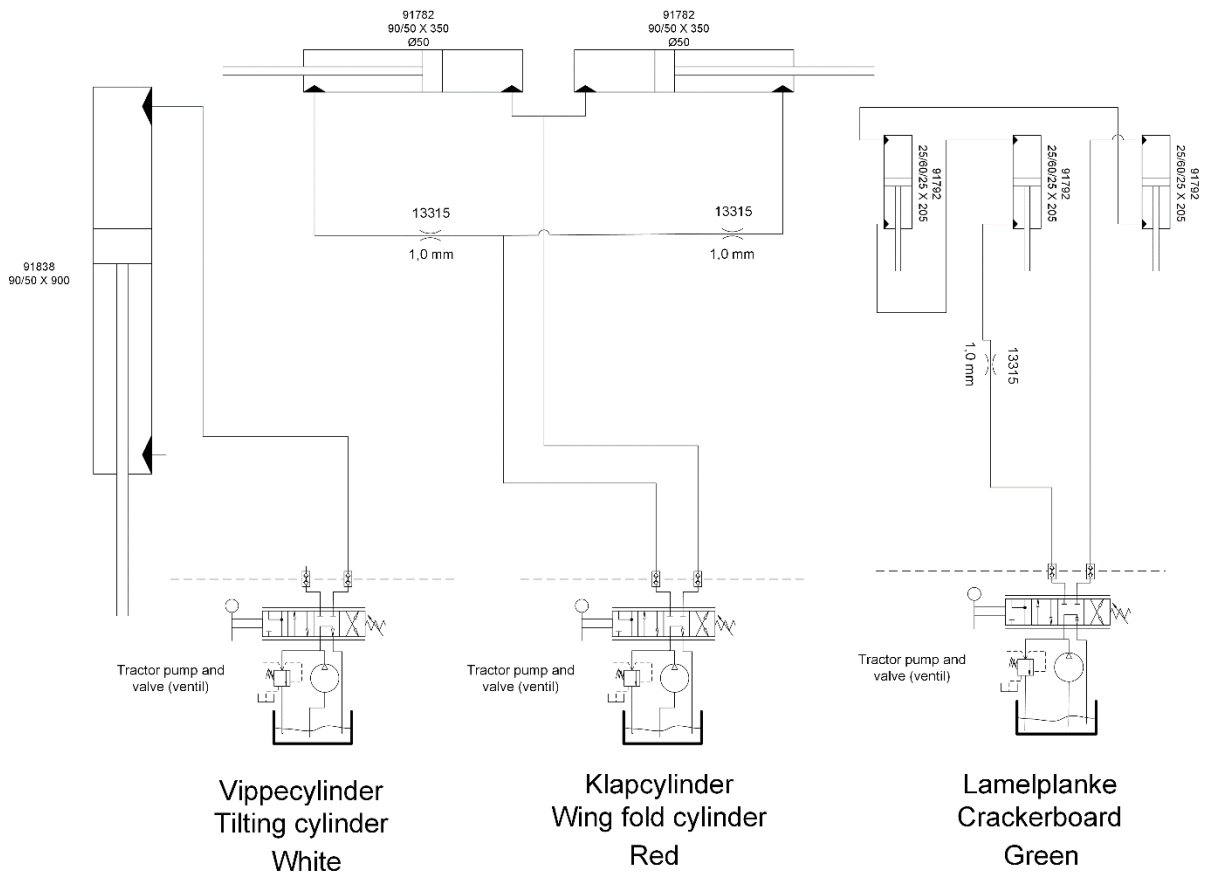 91782
90/50 X 350
Ø50
91782
90/50 X 350
Ø50
91838
90/50 X 900
13315
1,0 mm
13315
1,0 mm
91792
25/60/25 X 205
91792
25/60/25 X 205
91792
25/60/25 X 205
13315
1,0 mm
Tractor pump and
valve (ventil)
Tractor pump and
valve (ventil)
Tractor pump and
valve (ventil)
Vippecylinder
Tilting cylinder
White
Klapcylinder
Wing fold cylinder
Red
Lamelplanke
Crackerboard
Green